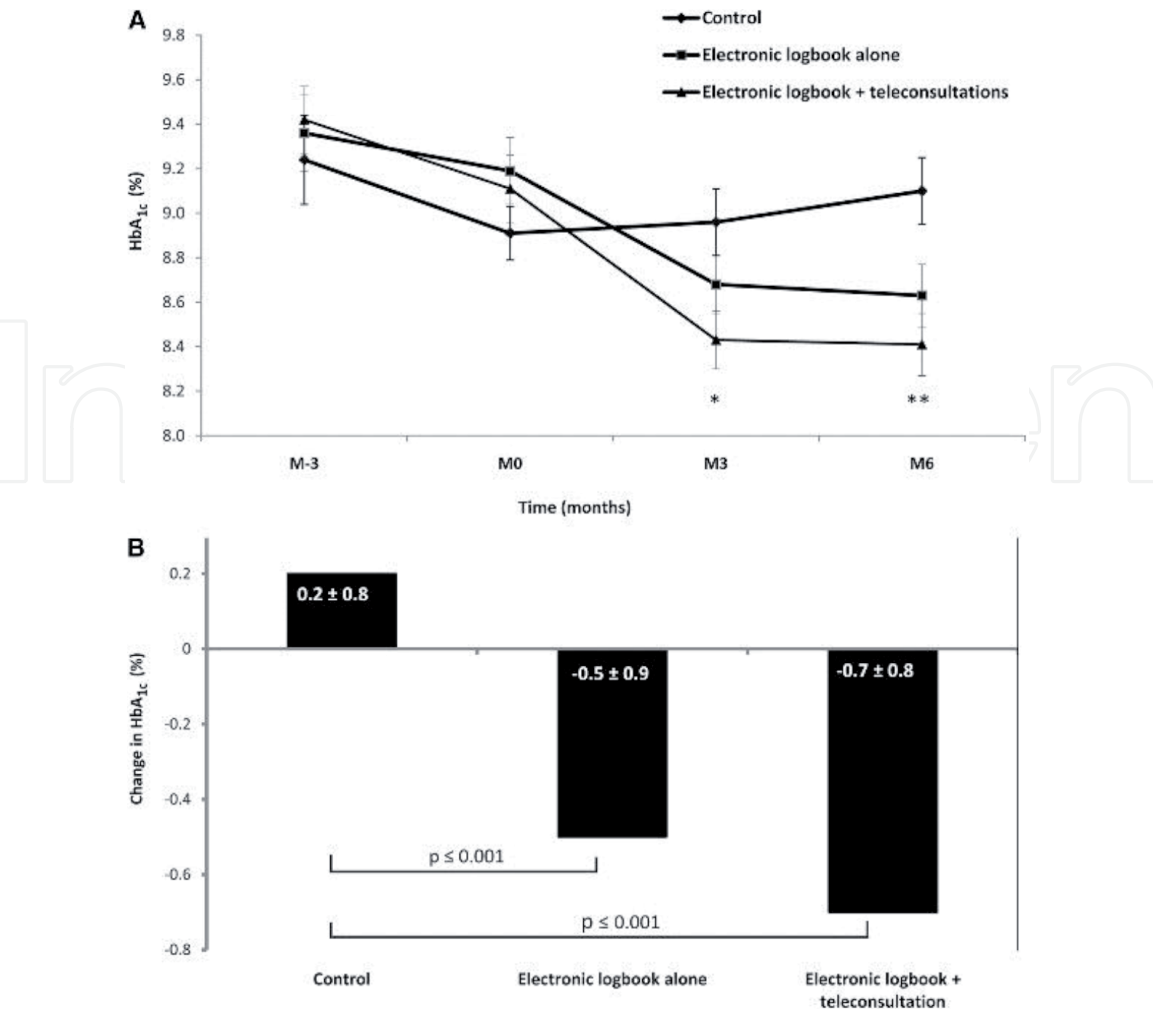 A
Control
Electronic logbook alone
Electronic logbook + teleconsultations
9.8
9.6
9.4
9.2
9.0
8.8
8.6
8.4
8.2
8.0
HbA1c (%)
*
**
M-3 M0 M3 M6
Time (months)
B
0.2
0
-0.2
-0.4
-0.6
-0.8
Change in HbA1c (%)
0.2 ± 0.8
-0.5 ± 0.9
-0.7 ± 0.8
p ≤ 0.001
p ≤ 0.001
Control
Electronic logbook alone
Electronic logbook +
teleconsultation